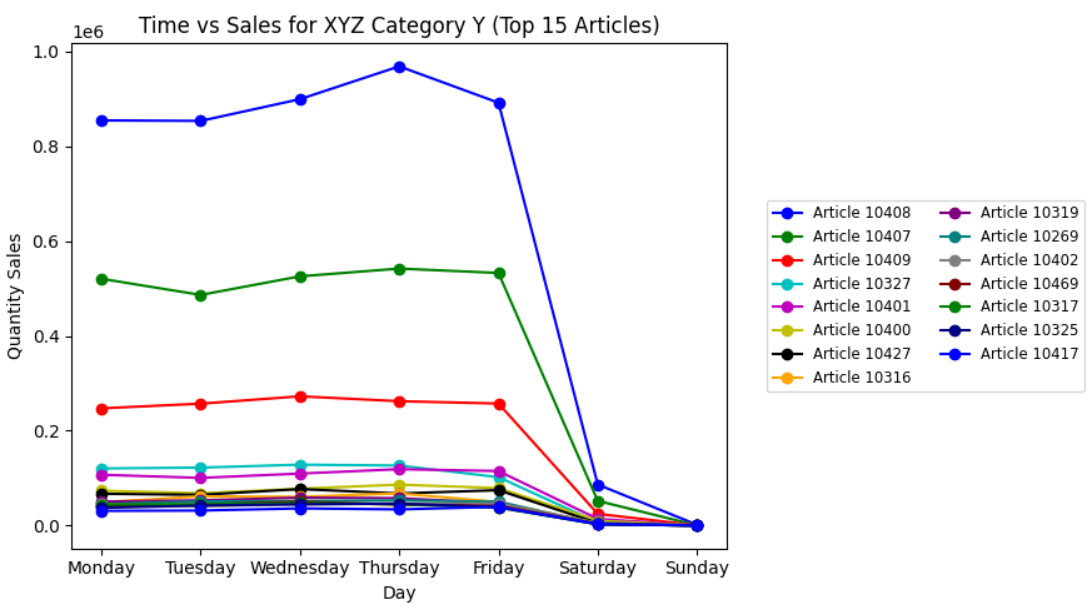 Time vs Sales for XYZ Category Y (Top 15 Articles)
1e6
1.0
0.8
0.6
0.4
0.2
0.0
Quantity Sales
Monday Tuesday Wednesday Thursday Friday Saturday Sunday
Day
Article 10408
Article 10407
Article 10409
Article 10327
Article 10401
Article 10400
Article 10427
Article 10316
Article 10319
Article 10269
Article 10402
Article 10469
Article 10317
Article 10325
Article 10417